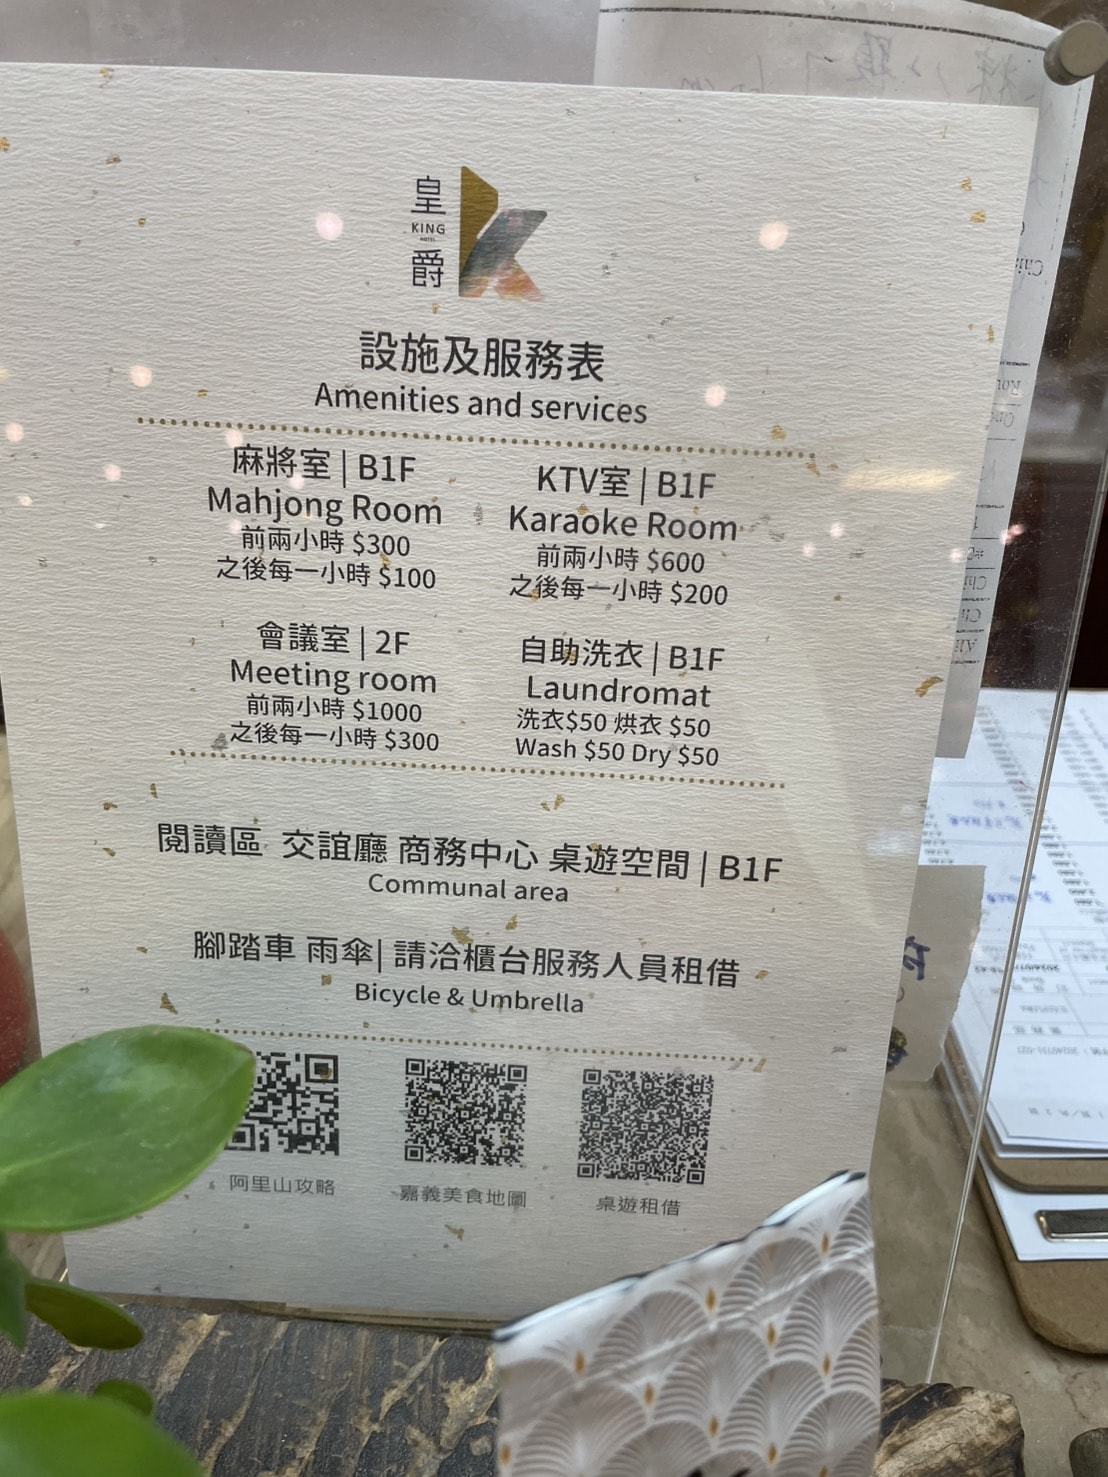 皇
KING
HOTEL
爵
設施及服務表
Amenities and services
麻將室 | B1F
Mahjong Room
前兩小時 $300
之後每一小時 $100
KTV室 | B1F
Karaoke Room
前兩小時 $600
之後每一小時 $200
會議室 | 2F
Meeting room
前兩小時 $1000
之後每一小時 $300
自助洗衣 | B1F
Laundromat
洗衣$50 烘衣 $50
Wash $50 Dry $50
閱讀區 交誼廳 商務中心 桌遊空間 | B1F
Communal area
腳踏車 雨傘| 請洽櫃台服務人員租借
Bicycle & Umbrella
阿里山攻略
嘉義美食地圖
桌遊租借